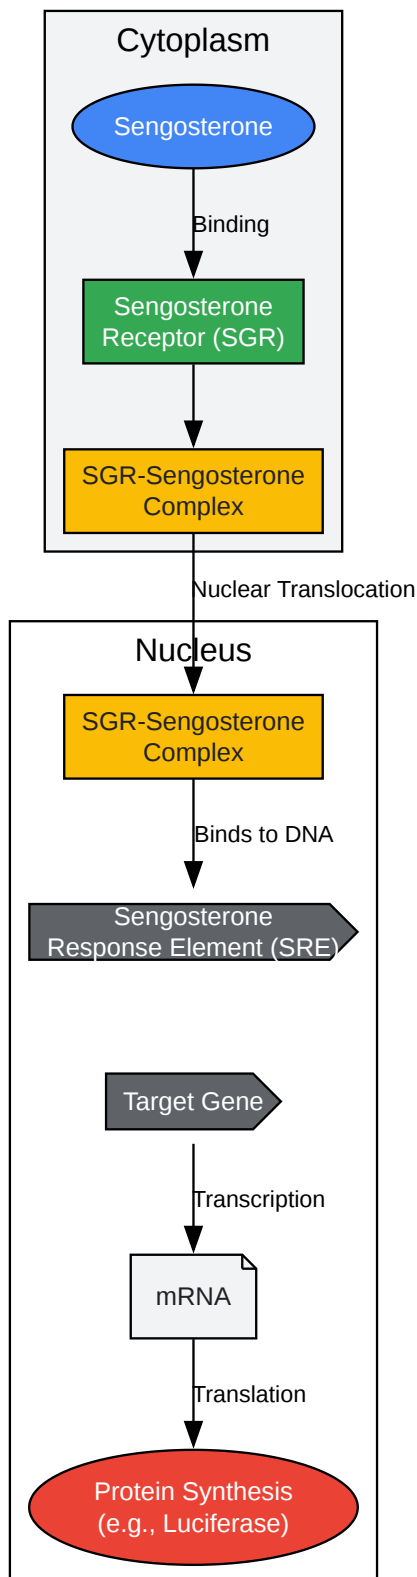 Cytoplasm
Sengosterone
Binding
Sengosterone
Receptor (SGR)
SGR-Sengosterone
Complex
Nuclear Translocation
Nucleus
SGR-Sengosterone
Complex
Binds to DNA
Sengosterone
Response Element (SRE)
Target Gene
Transcription
mRNA
Translation
Protein Synthesis
(e.g., Luciferase)